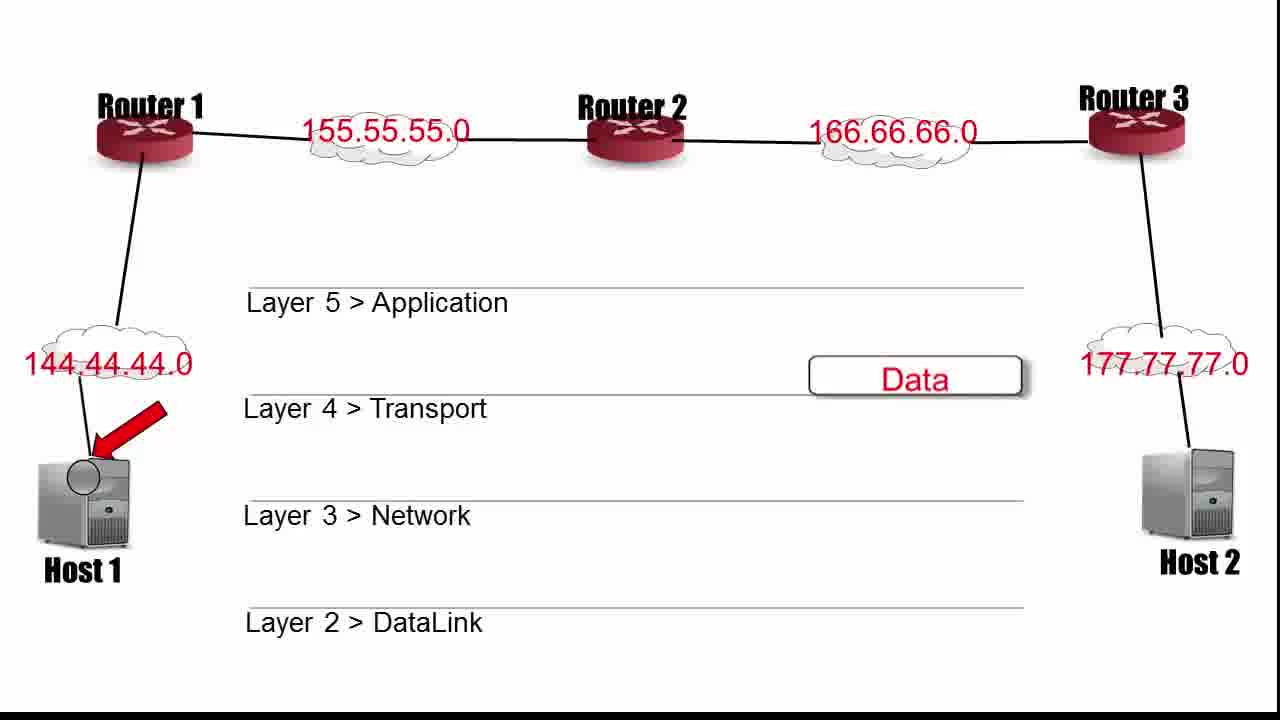 Router 1
Router 2
Router 3
155.55.55.0
166.66.66.0
Layer 5 > Application
144.44.44.0
177.77.77.0
Data
Layer 4 > Transport
Layer 3 > Network
Host 1
Host 2
Layer 2 > DataLink